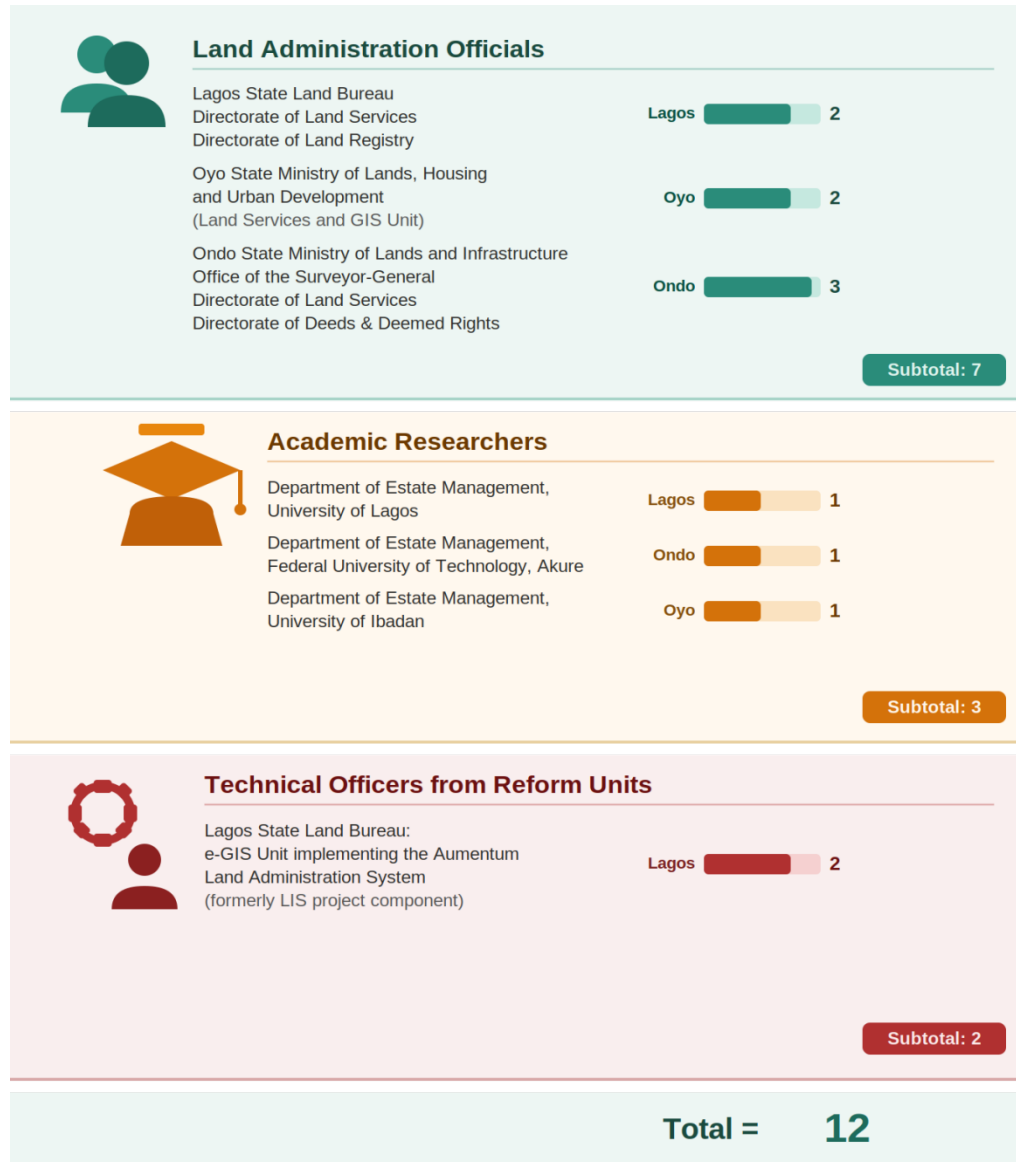 Land Administration Officials
Lagos State Land Bureau
Directorate of Land Services
Directorate of Land Registry
Lagos 2
Oyo State Ministry of Lands, Housing
and Urban Development
(Land Services and GIS Unit)
Oyo 2
Ondo State Ministry of Lands and Infrastructure
Office of the Surveyor-General
Directorate of Land Services
Directorate of Deeds & Deemed Rights
Ondo 3
Subtotal: 7
Academic Researchers
Department of Estate Management,
University of Lagos
Lagos 1
Department of Estate Management,
Federal University of Technology, Akure
Ondo 1
Department of Estate Management,
University of Ibadan
Oyo 1
Subtotal: 3
Technical Officers from Reform Units
Lagos State Land Bureau:
e-GIS Unit implementing the Aumentum
Land Administration System
(formerly LIS project component)
Lagos 2
Subtotal: 2
Total = 12